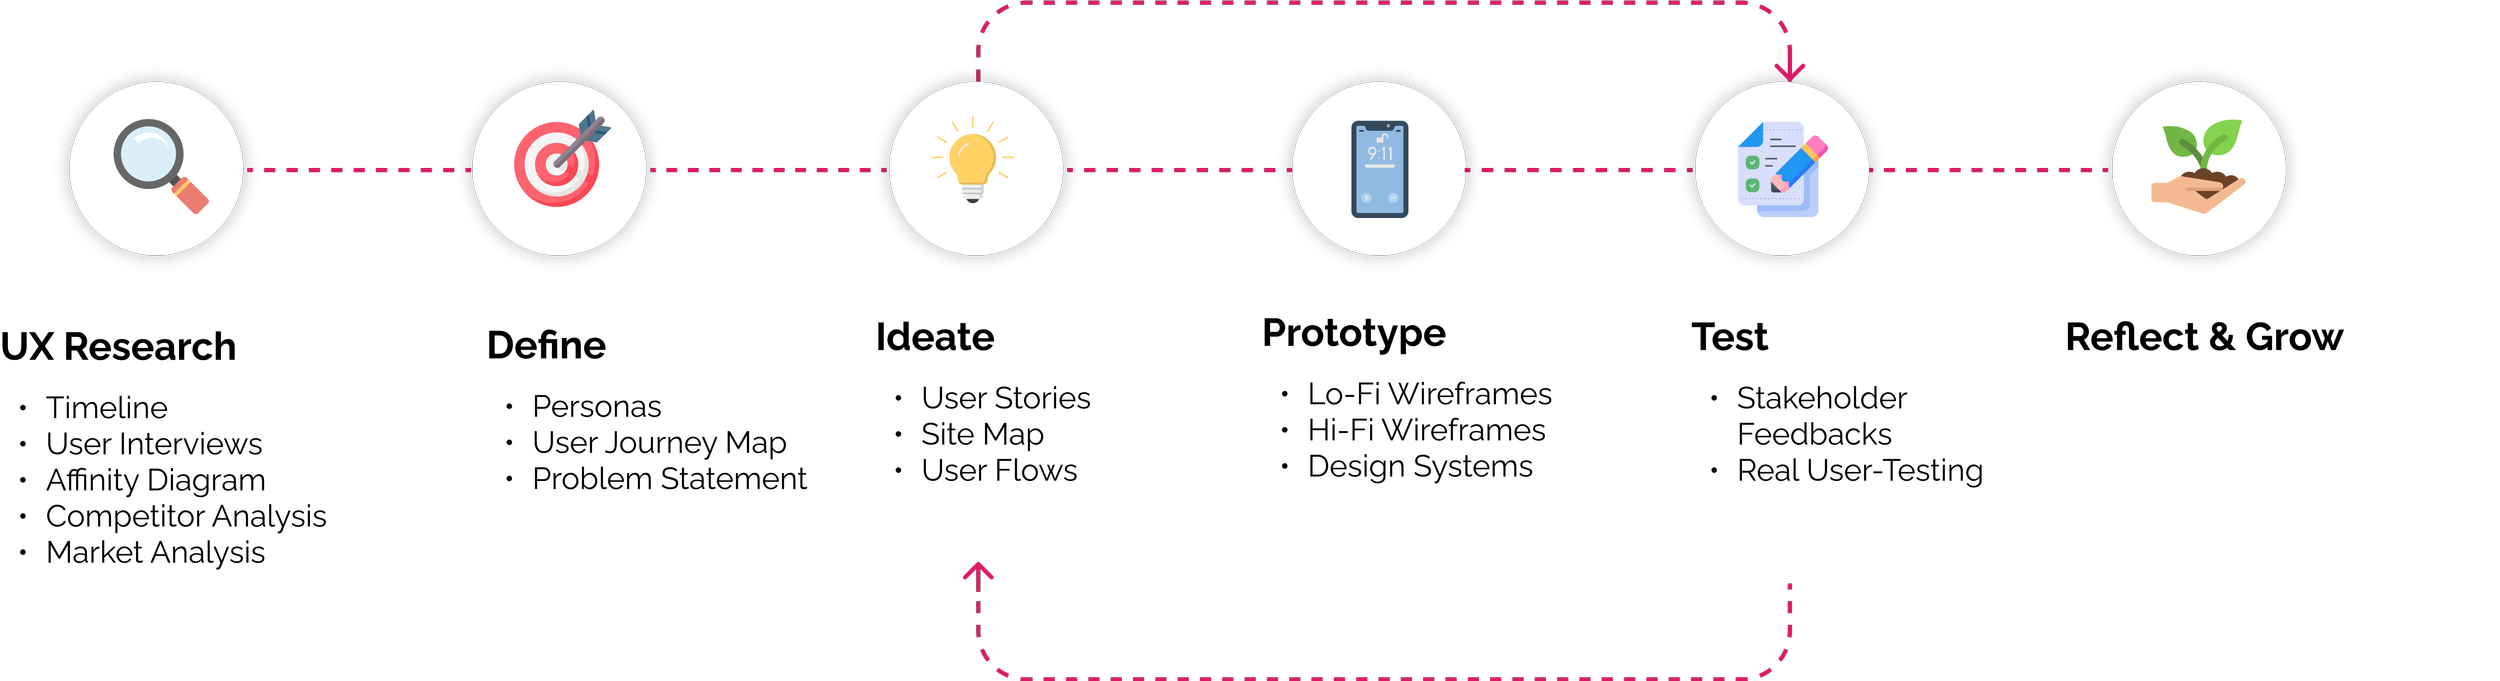 9:11
UX Research
• Timeline
• User Interviews
• Affinity Diagram
• Competitor Analysis
• Market Analysis
Define
• Personas
• User Journey Map
• Problem Statement
Ideate
• User Stories
• Site Map
• User Flows
Prototype
• Lo-Fi Wireframes
• Hi-Fi Wireframes
• Design Systems
Test
• Stakeholder
Feedbacks
• Real User-Testing
Reflect & Grow